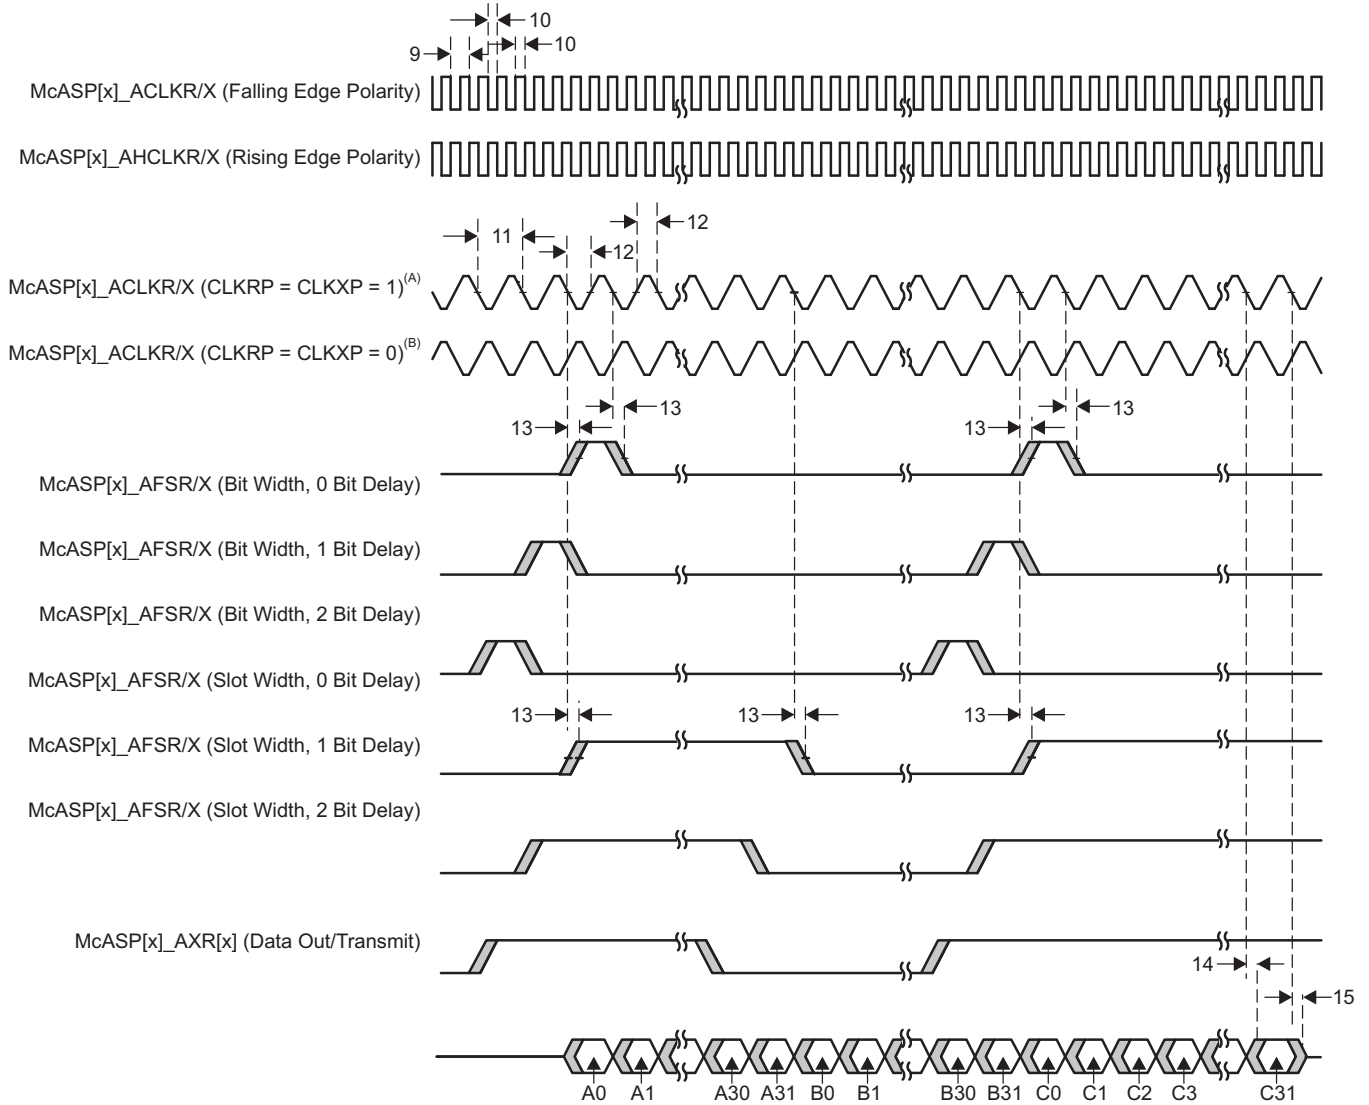 10
9
10
McASP[x]_ACLKR/X (Falling Edge Polarity)
McASP[x]_AHCLKR/X (Rising Edge Polarity)
12
11
12
McASP[x]_ACLKR/X (CLKRP = CLKXP = 1)(A)
McASP[x]_ACLKR/X (CLKRP = CLKXP = 0)(B)
13 13
13 13
McASP[x]_AFSR/X (Bit Width, 0 Bit Delay)
McASP[x]_AFSR/X (Bit Width, 1 Bit Delay)
McASP[x]_AFSR/X (Bit Width, 2 Bit Delay)
McASP[x]_AFSR/X (Slot Width, 0 Bit Delay)
13 13 13
McASP[x]_AFSR/X (Slot Width, 1 Bit Delay)
McASP[x]_AFSR/X (Slot Width, 2 Bit Delay)
McASP[x]_AXR[x] (Data Out/Transmit)
14
15
A0 A1 A30 A31 B0 B1 B30 B31 C0 C1 C2 C3 C31